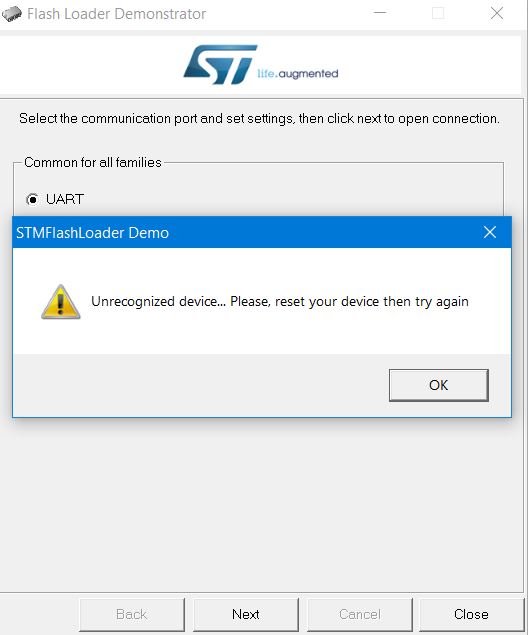 Flash Loader Demonstrator
ST life.augmented
Select the communication port and set settings, then click next to open connection.
Common for all families
UART
STMFlashLoader Demo
Unrecognized device... Please, reset your device then try again
OK
Back Next Cancel Close